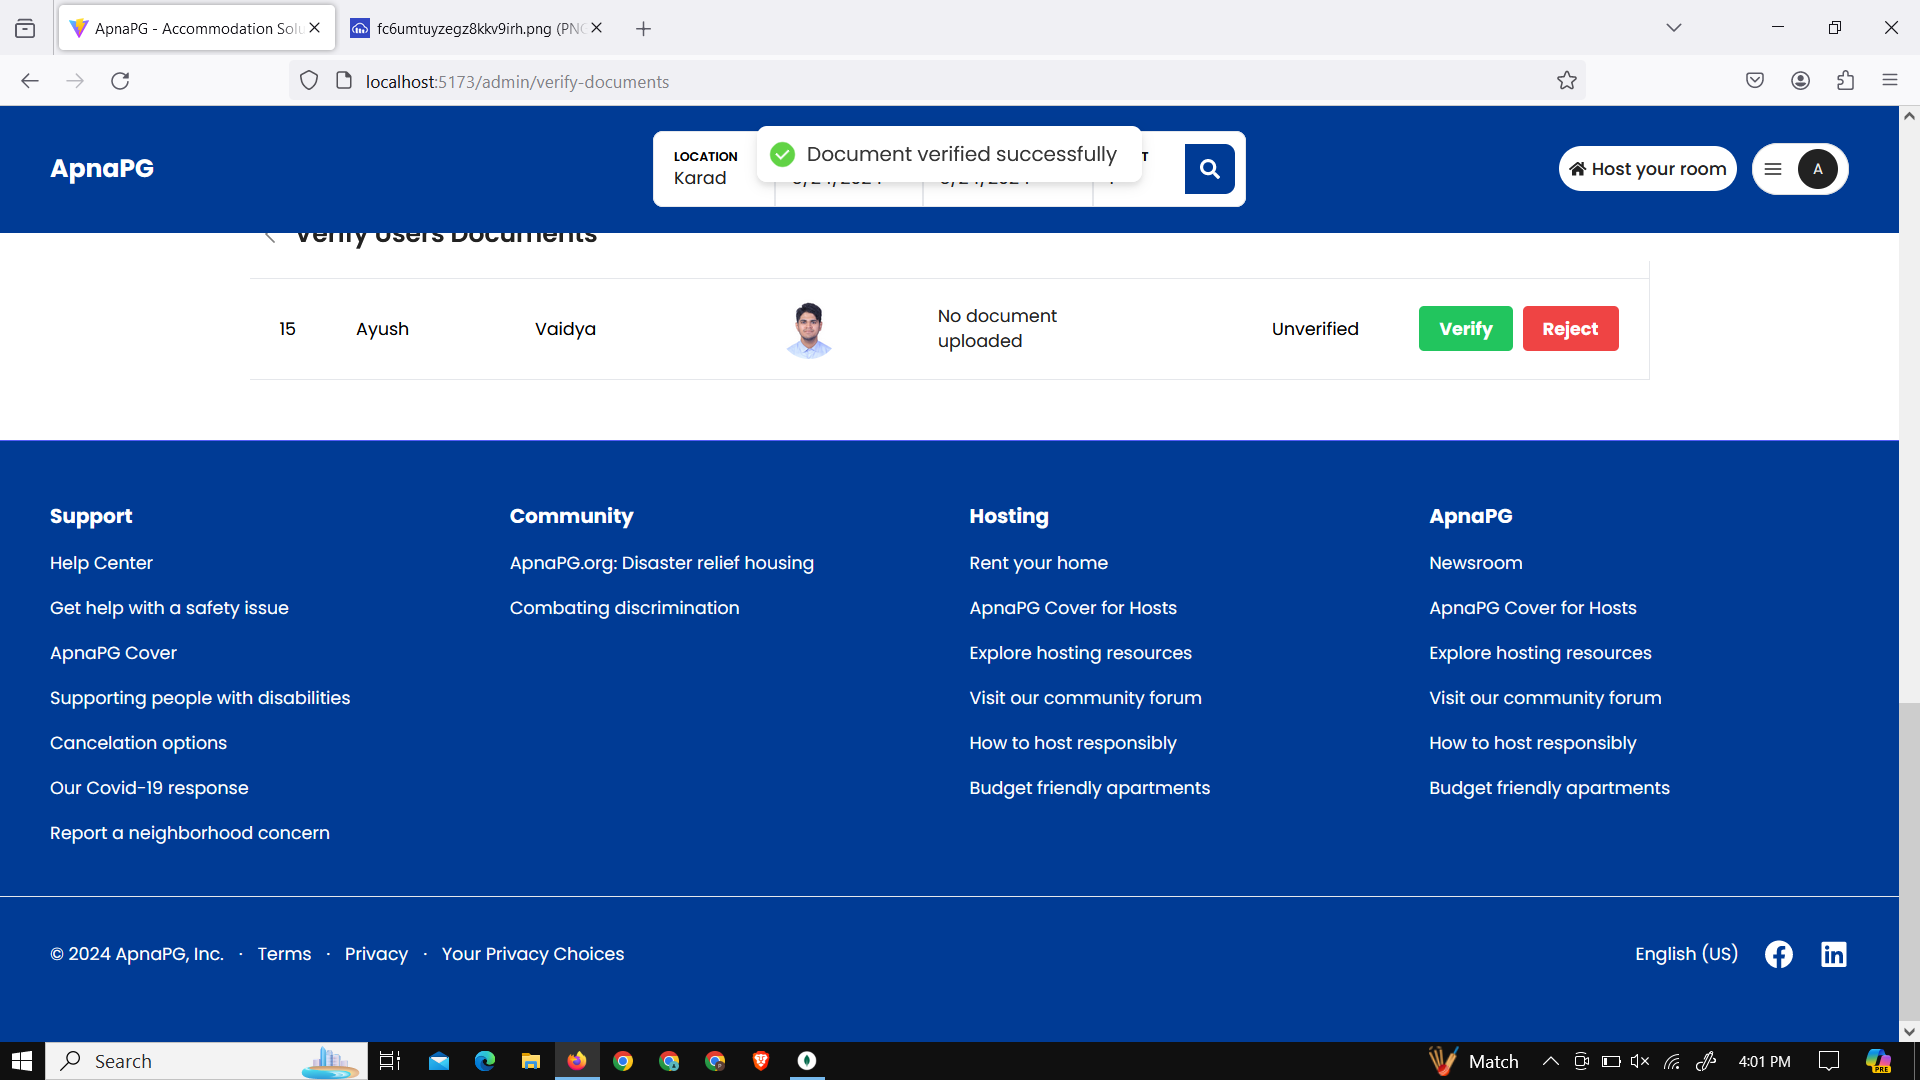 ApnaPG - Accommodation Solu
fc6umtuyzegz8kkv9irh.png (PNG
localhost:5173/admin/verify-documents
ApnaPG
LOCATION
Karad
Document verified successfully
Host your room
A
Verify Users Documents
15 Ayush Vaidya No document uploaded Unverified Verify Reject
Support
Help Center
Get help with a safety issue
ApnaPG Cover
Supporting people with disabilities
Cancelation options
Our Covid-19 response
Report a neighborhood concern
Community
ApnaPG.org: Disaster relief housing
Combating discrimination
Hosting
Rent your home
ApnaPG Cover for Hosts
Explore hosting resources
Visit our community forum
How to host responsibly
Budget friendly apartments
ApnaPG
Newsroom
ApnaPG Cover for Hosts
Explore hosting resources
Visit our community forum
How to host responsibly
Budget friendly apartments
© 2024 ApnaPG, Inc. · Terms · Privacy · Your Privacy Choices
English (US)
Search
Match
4:01 PM
PRE